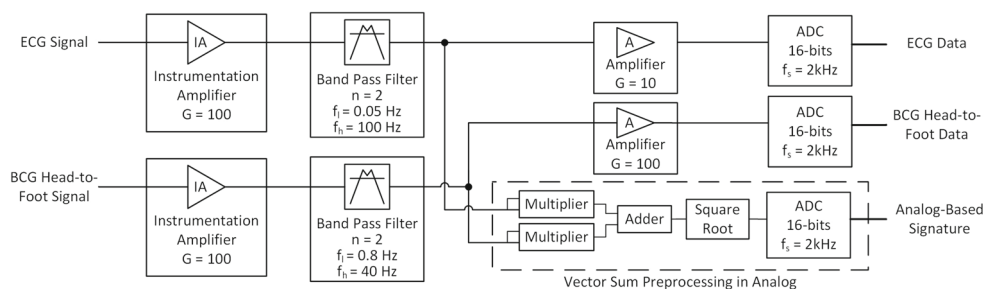 ECG Signal
IA
Instrumentation
Amplifier
G = 100
Band Pass Filter
n = 2
fl = 0.05 Hz
fh = 100 Hz
A
Amplifier
G = 10
ADC
16-bits
fs = 2kHz
ECG Data
A
Amplifier
G = 100
ADC
16-bits
fs = 2kHz
BCG Head-to-
Foot Data
BCG Head-to-
Foot Signal
IA
Instrumentation
Amplifier
G = 100
Band Pass Filter
n = 2
fl = 0.8 Hz
fh = 40 Hz
Multiplier
Multiplier
Adder
Square
Root
ADC
16-bits
fs = 2kHz
Analog-Based
Signature
Vector Sum Preprocessing in Analog